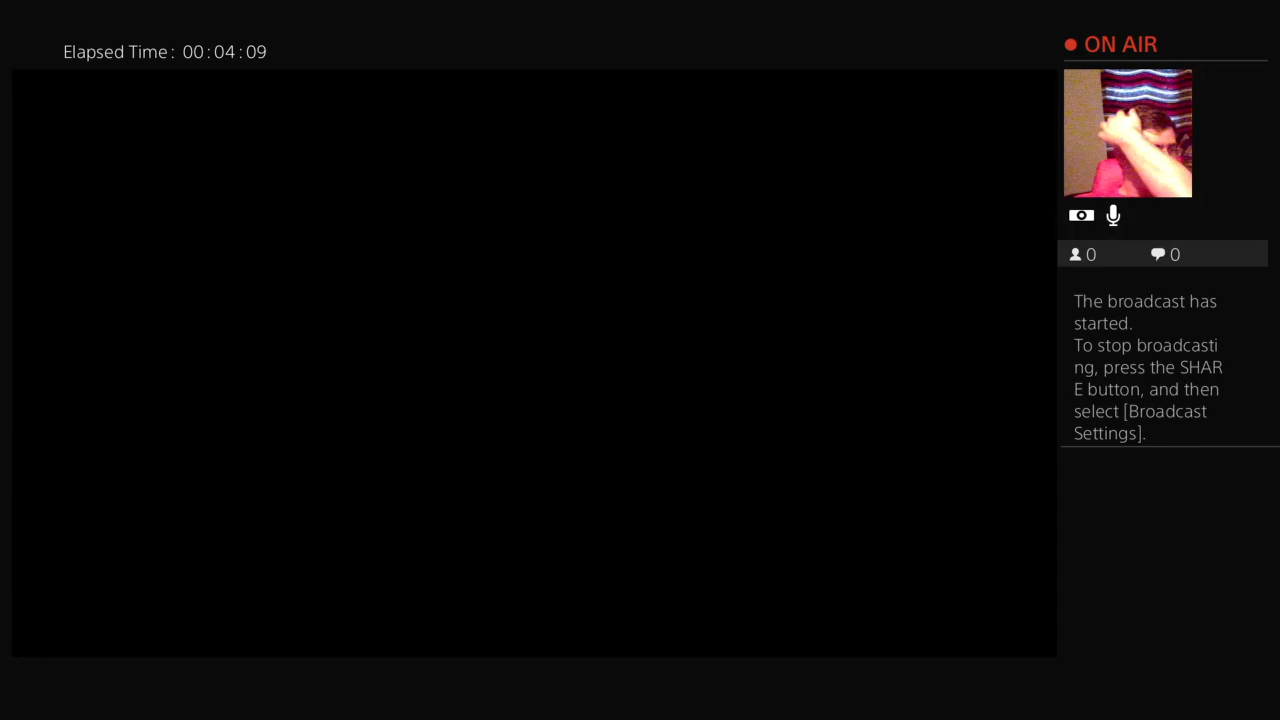 Elapsed Time: 00:04:09
ON AIR
0 0
The broadcast has
started.
To stop broadcasti
ng, press the SHAR
E button, and then
select [Broadcast
Settings].